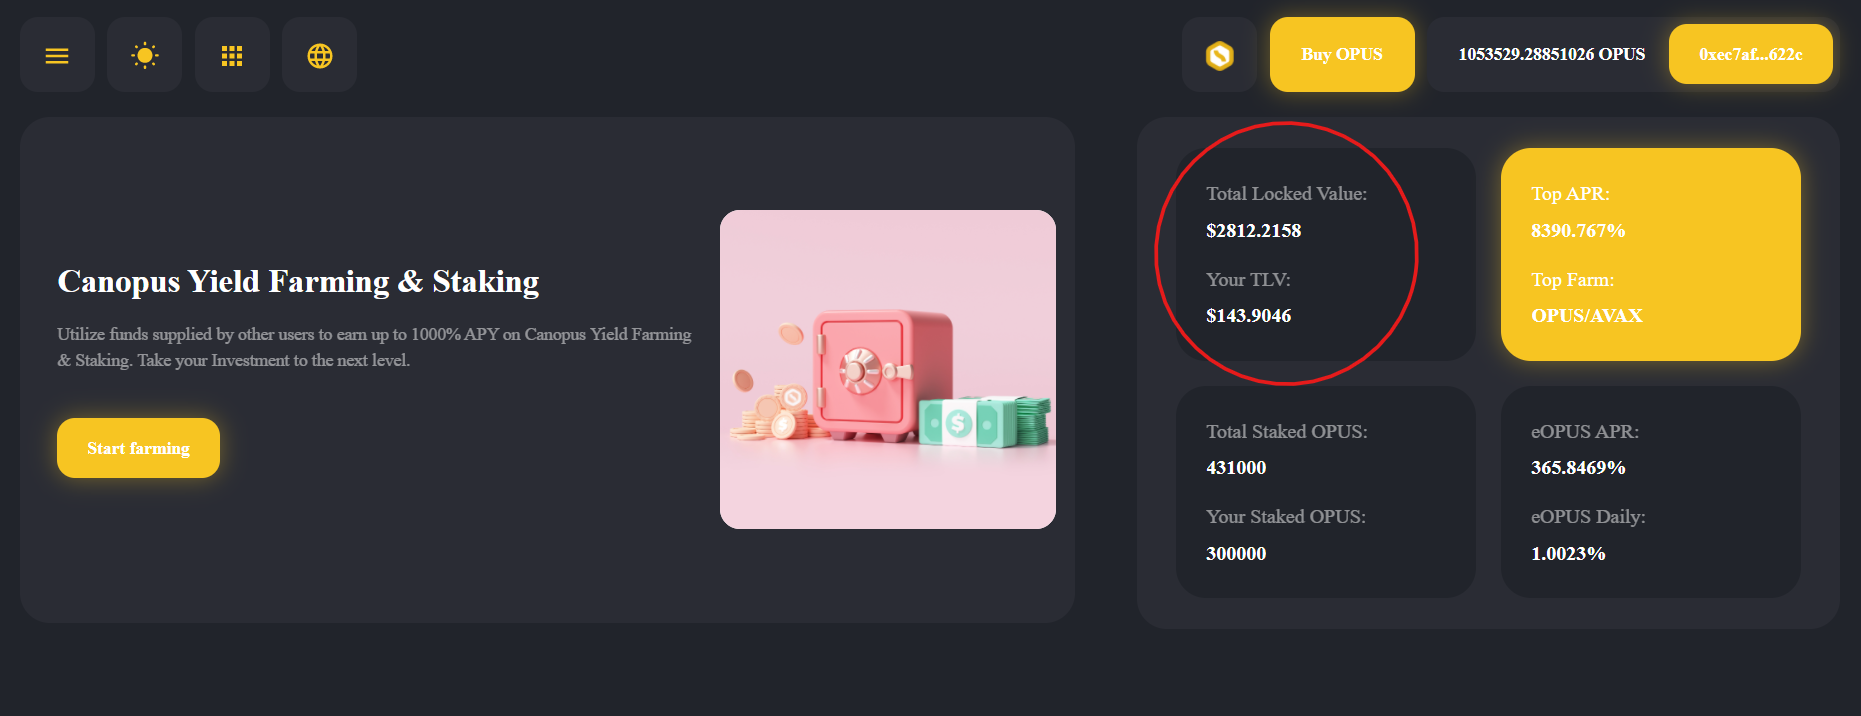 Buy OPUS
1053529.28851026 OPUS
0xec7af...622c
Canopus Yield Farming & Staking
Utilize funds supplied by other users to earn up to 1000% APY on Canopus Yield Farming
& Staking. Take your Investment to the next level.
Start farming
$
Total Locked Value:
$2812.2158
Your TLV:
$143.9046
Top APR:
8390.767%
Top Farm:
OPUS/AVAX
Total Staked OPUS:
431000
Your Staked OPUS:
300000
eOPUS APR:
365.8469%
eOPUS Daily:
1.0023%